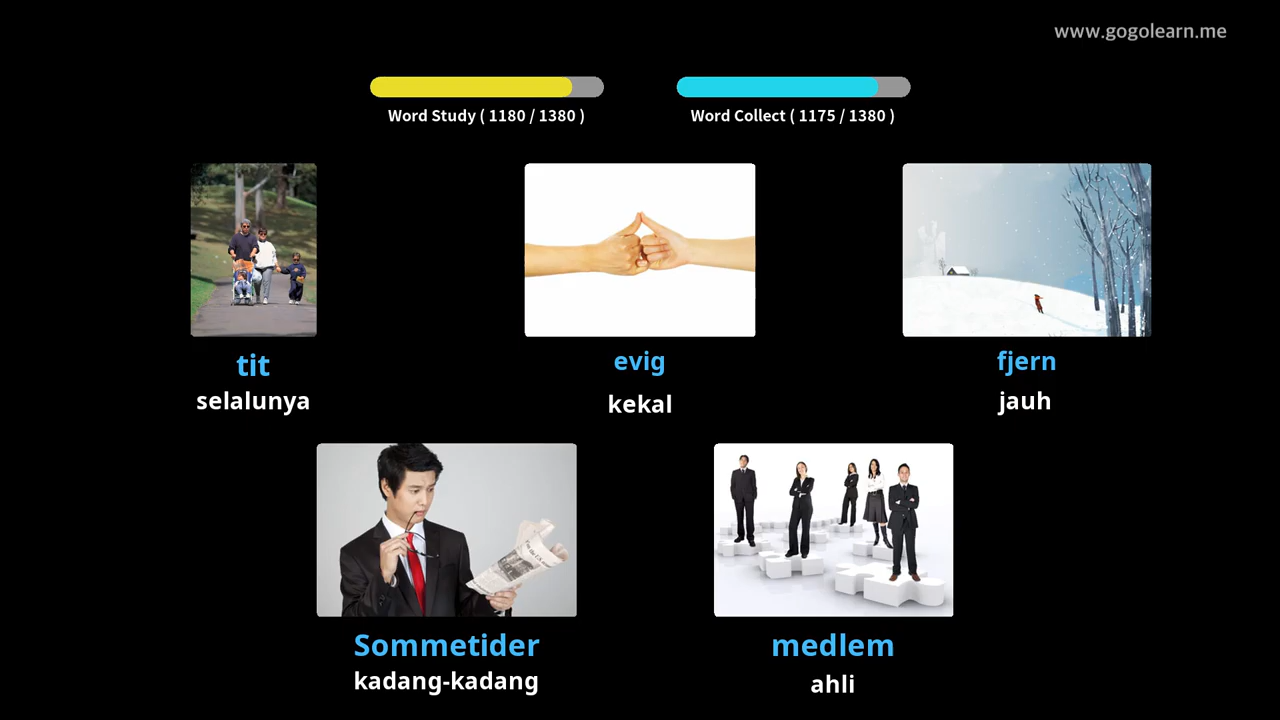 www.gogolearn.me
Word Study ( 1180 / 1380 )
Word Collect ( 1175 / 1380 )
tit
selalunya
evig
kekal
fjern
jauh
Sommetider
kadang-kadang
medlem
ahli